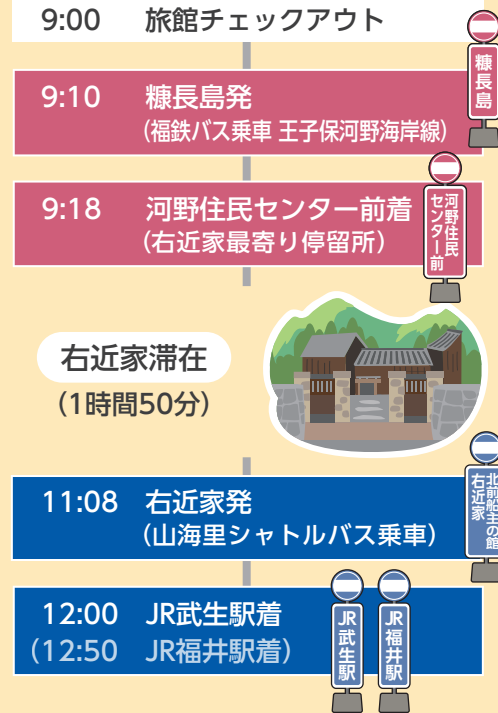 9:00 旅館チェックアウト
糠長島
9:10 糠長島発
(福鉄バス乗車 王子保河野海岸線)
9:18 河野住民センター前着
(右近家最寄り停留所)
河野住民
センター前
右近家滞在
(1時間50分)
11:08 右近家発
(山海里シャトルバス乗車)
北前船主の館
右近家
12:00 JR武生駅着
(12:50 JR福井駅着)
JR武生駅
JR福井駅